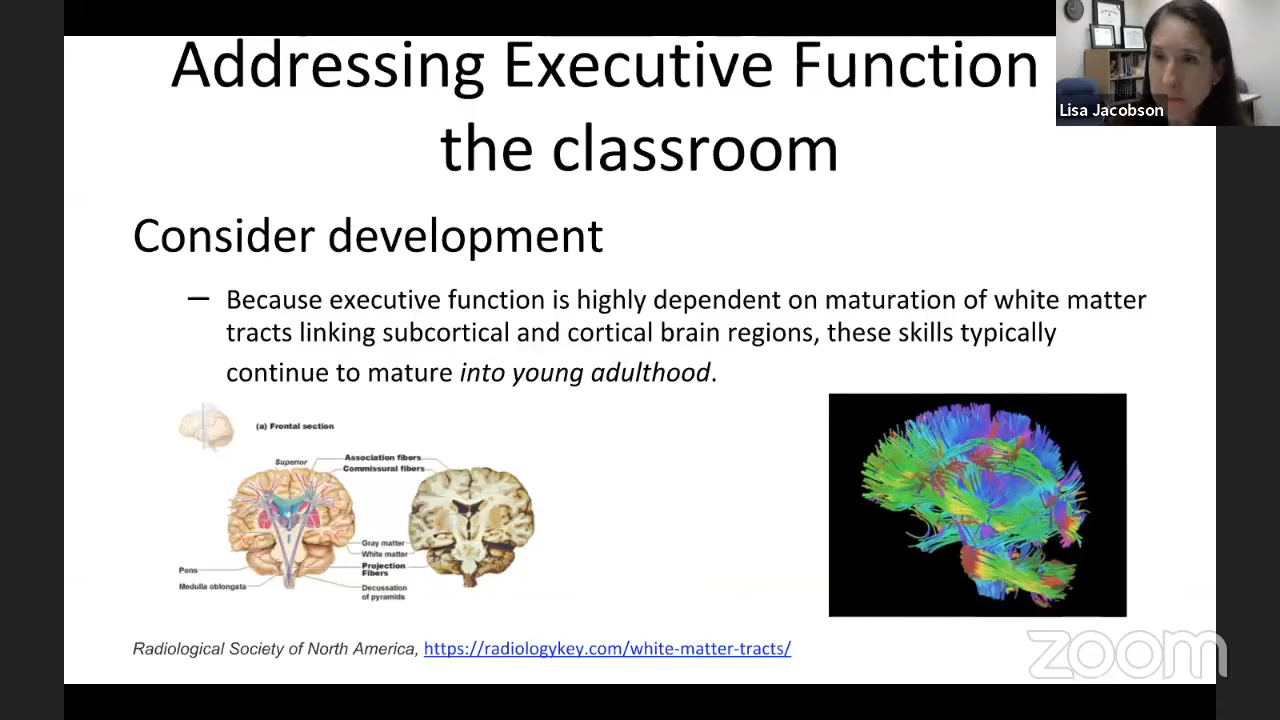 Addressing Executive Function
the classroom
Lisa Jacobson
Consider development
— Because executive function is highly dependent on maturation of white matter
tracts linking subcortical and cortical brain regions, these skills typically
continue to mature into young adulthood.
(a) Frontal section
Superior
Association fibers
Commissural fibers
Gray matter
White matter
Projection
Fibers
Pons
Medulla oblongata
Decussation
of pyramids
Radiological Society of North America, https://radiologykey.com/white-matter-tracts/
zoom